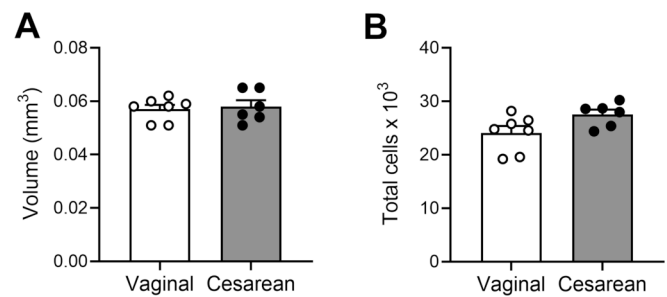 A
Volume (mm³)
0.08
0.06
0.04
0.02
0.00
Vaginal Cesarean
B
Total cells x 10³
40
30
20
10
0
Vaginal Cesarean